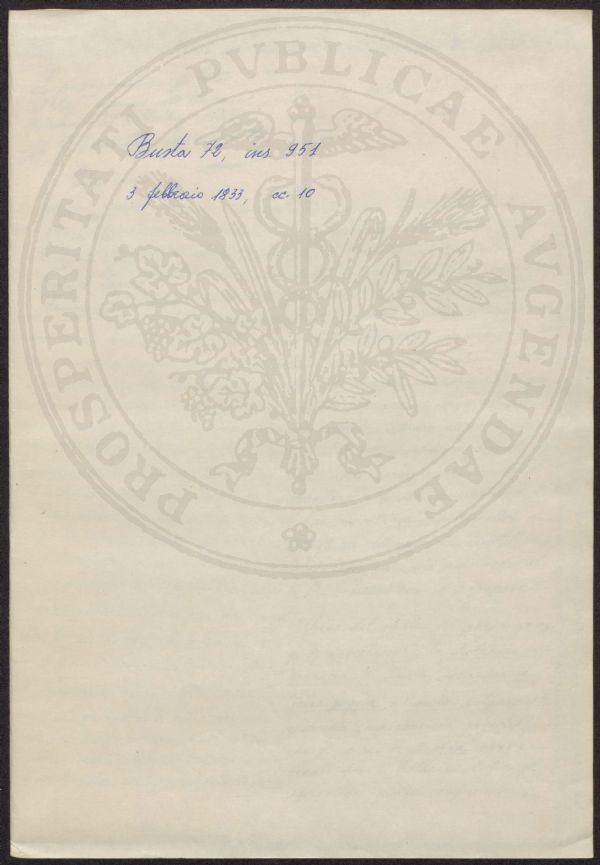 Busta 72, ins 951
3 febbraio 1833, cc. 10
PROSPERITATI PVBLICAE AVGENDAE